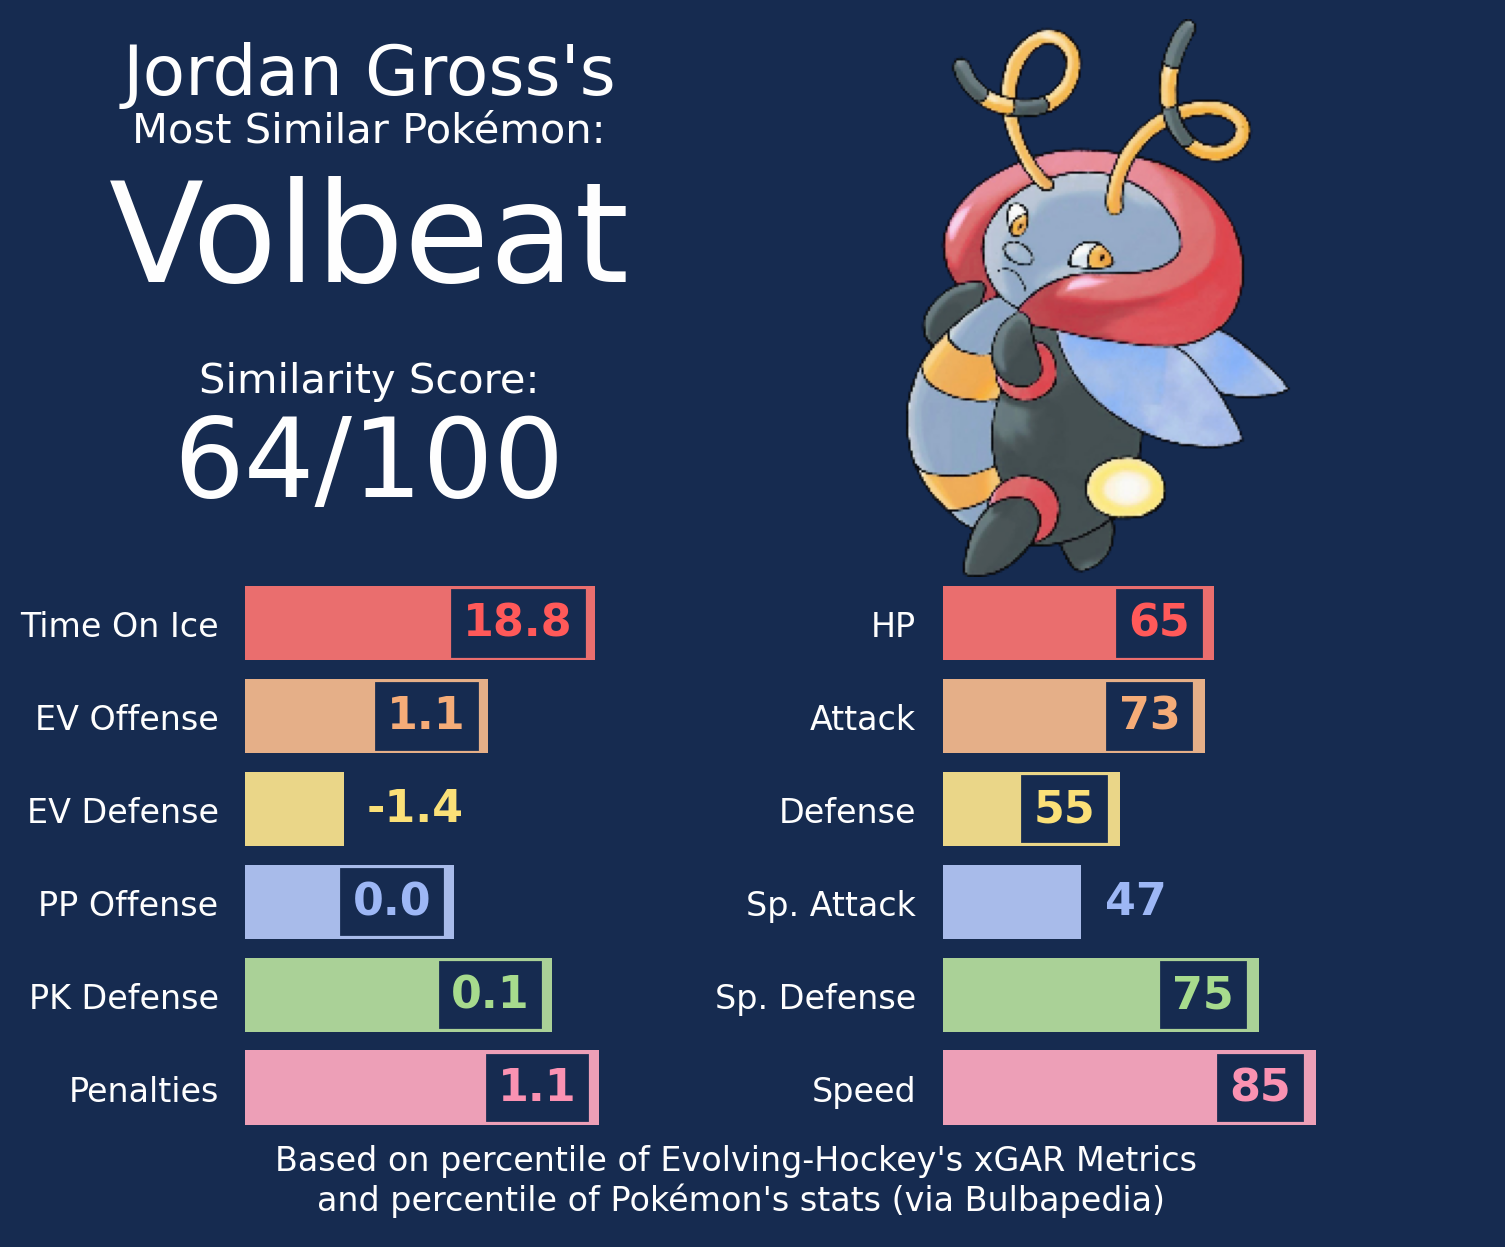 Jordan Gross's
Most Similar Pokémon:
Volbeat
Similarity Score:
64/100
Time On Ice 18.8
EV Offense 1.1
EV Defense -1.4
PP Offense 0.0
PK Defense 0.1
Penalties 1.1
HP 65
Attack 73
Defense 55
Sp. Attack 47
Sp. Defense 75
Speed 85
Based on percentile of Evolving-Hockey's xGAR Metrics
and percentile of Pokémon's stats (via Bulbapedia)